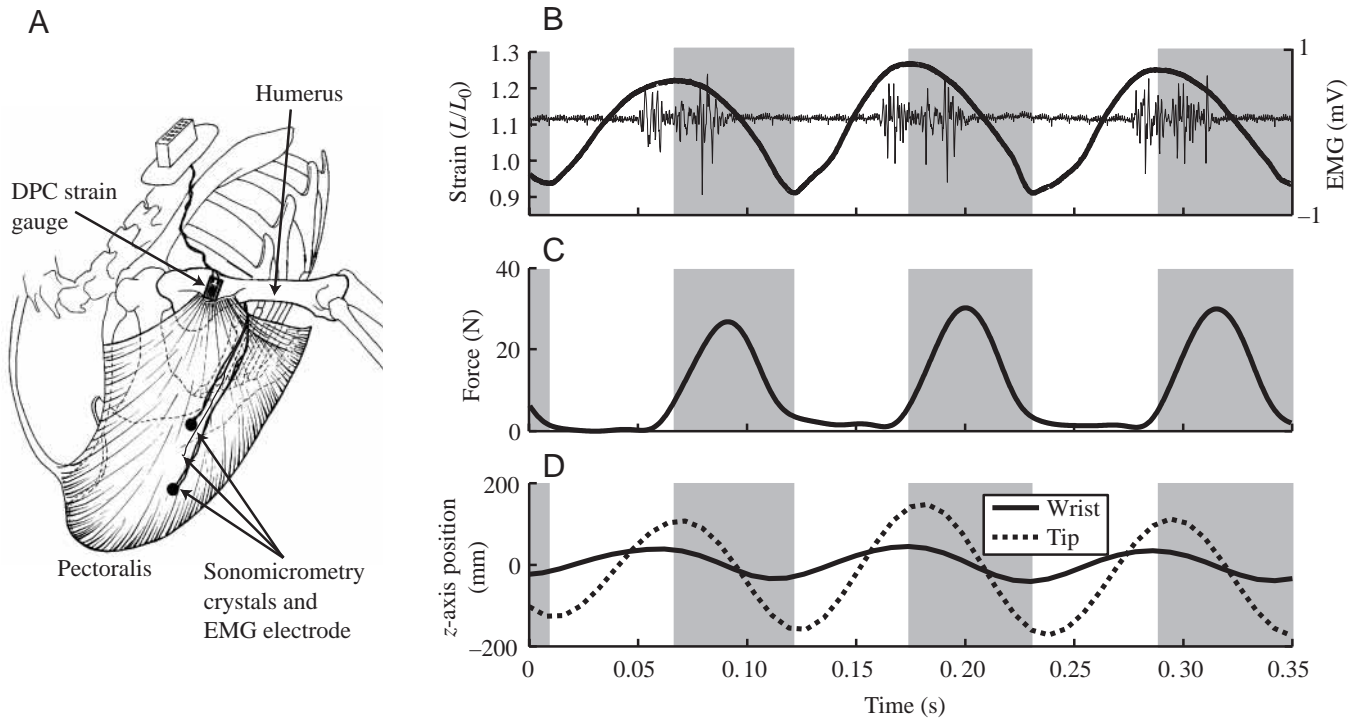 A
Humerus
DPC strain
gauge
Pectoralis
Sonomicrometry
crystals and
EMG electrode
B
1.3
1.2
1.1
1.0
0.9
Strain (L/L0)
1
–1
EMG (mV)
C
40
20
0
Force (N)
D
200
0
–200
z-axis position
(mm)
Wrist
Tip
0 0.05 0.10 0.15 0.20 0.25 0.30 0.35
Time (s)